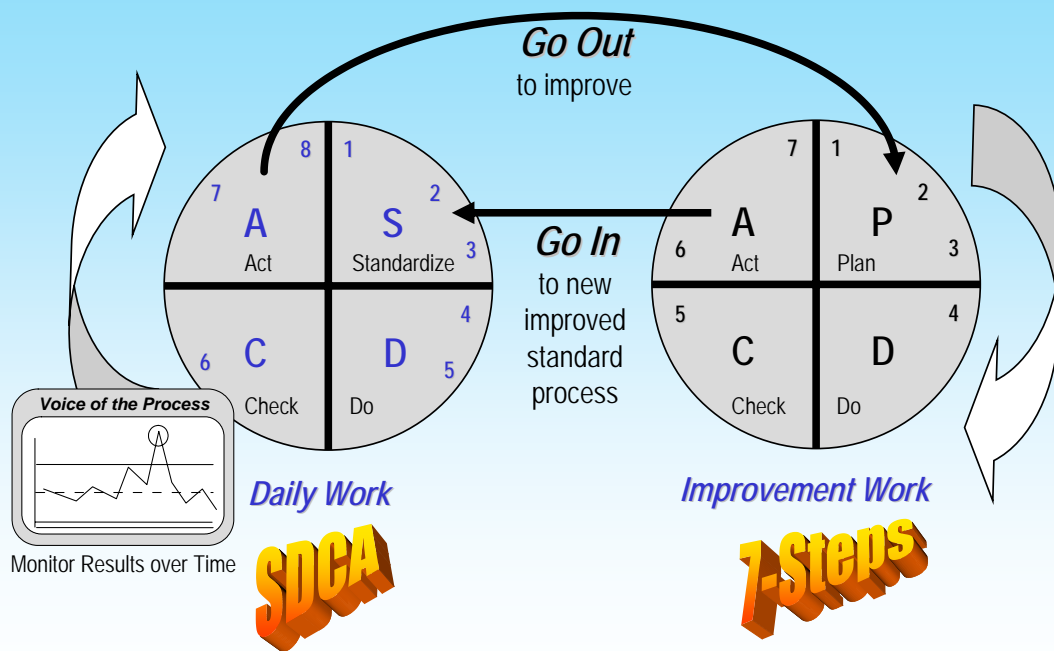 Go Out
to improve
8 1
7 2
A S 3
Act Standardize
4
6 C D 5
Check Do
7 1
2
A P
6 3
Act Plan
5 4
C D
Check Do
Go In
to new
improved
standard
process
Voice of the Process
Monitor Results over Time
Daily Work
SDCA
Improvement Work
7-Steps